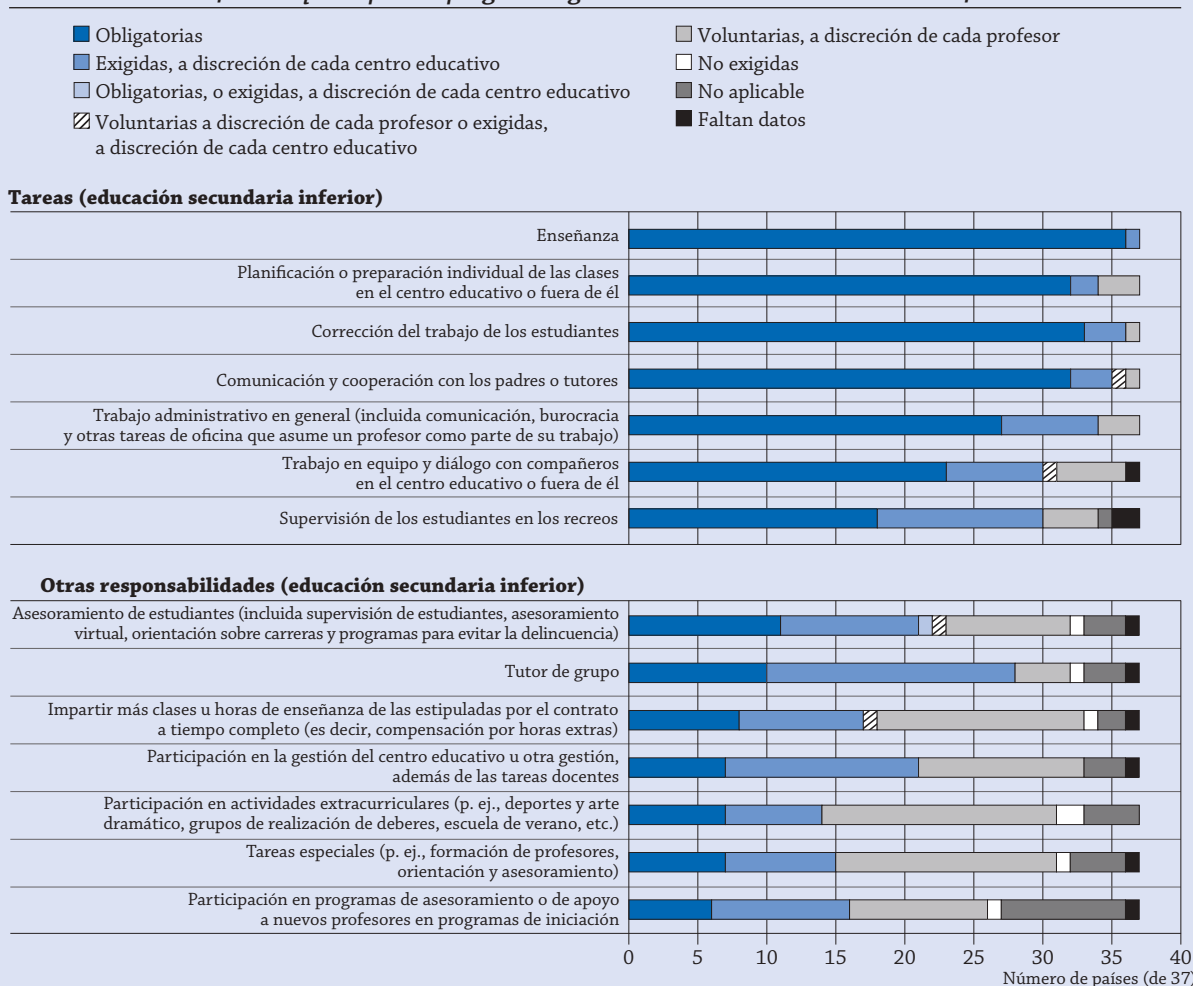 Obligatorias
Exigidas, a discreción de cada centro educativo
Obligatorias, o exigidas, a discreción de cada centro educativo
Voluntarias a discreción de cada profesor o exigidas,
a discreción de cada centro educativo
Voluntarias, a discreción de cada profesor
No exigidas
No aplicable
Faltan datos
Tareas (educación secundaria inferior)
Enseñanza
Planificación o preparación individual de las clases
en el centro educativo o fuera de él
Corrección del trabajo de los estudiantes
Comunicación y cooperación con los padres o tutores
Trabajo administrativo en general (incluida comunicación, burocracia
y otras tareas de oficina que asume un profesor como parte de su trabajo)
Trabajo en equipo y diálogo con compañeros
en el centro educativo o fuera de él
Supervisión de los estudiantes en los recreos
Otras responsabilidades (educación secundaria inferior)
Asesoramiento de estudiantes (incluida supervisión de estudiantes, asesoramiento
virtual, orientación sobre carreras y programas para evitar la delincuencia)
Tutor de grupo
Impartir más clases u horas de enseñanza de las estipuladas por el contrato
a tiempo completo (es decir, compensación por horas extras)
Participación en la gestión del centro educativo u otra gestión,
además de las tareas docentes
Participación en actividades extracurriculares (p. ej., deportes y arte
dramático, grupos de realización de deberes, escuela de verano, etc.)
Tareas especiales (p. ej., formación de profesores,
orientación y asesoramiento)
Participación en programas de asesoramiento o de apoyo
a nuevos profesores en programas de iniciación
0 5 10 15 20 25 30 35 40
Número de países (de 37)